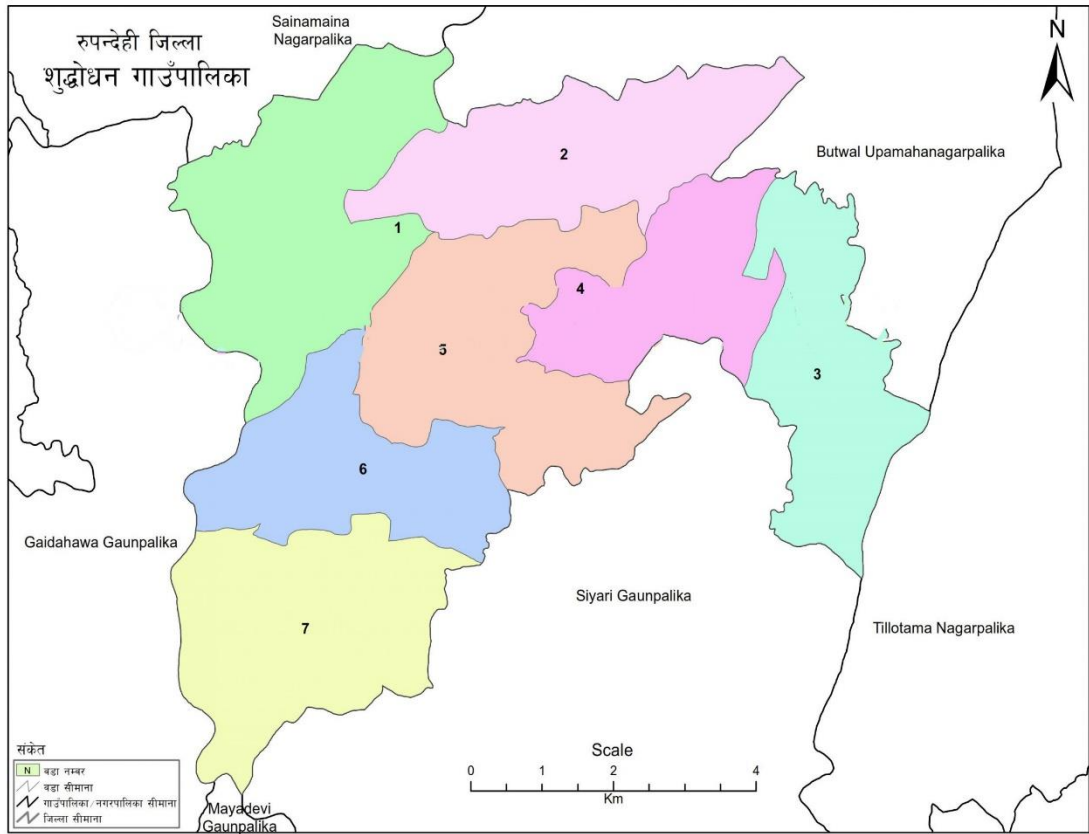 रुपन्देही जिल्ला
शुद्धोधन गाउँपालिका
Sainamaina
Nagarpalika
N
Butwal Upamahanagarpalika
2
1
4
5
3
6
Gaidahawa Gaunpalika
Siyari Gaunpalika
7
Tillotama Nagarpalika
Scale
0 1 2 4
Km
संकेत
N वडा नम्बर
वडा सीमाना
गाउँपालिका/नगरपालिका सीमाना
जिल्ला सीमाना
Mayadevi
Gaunpalika